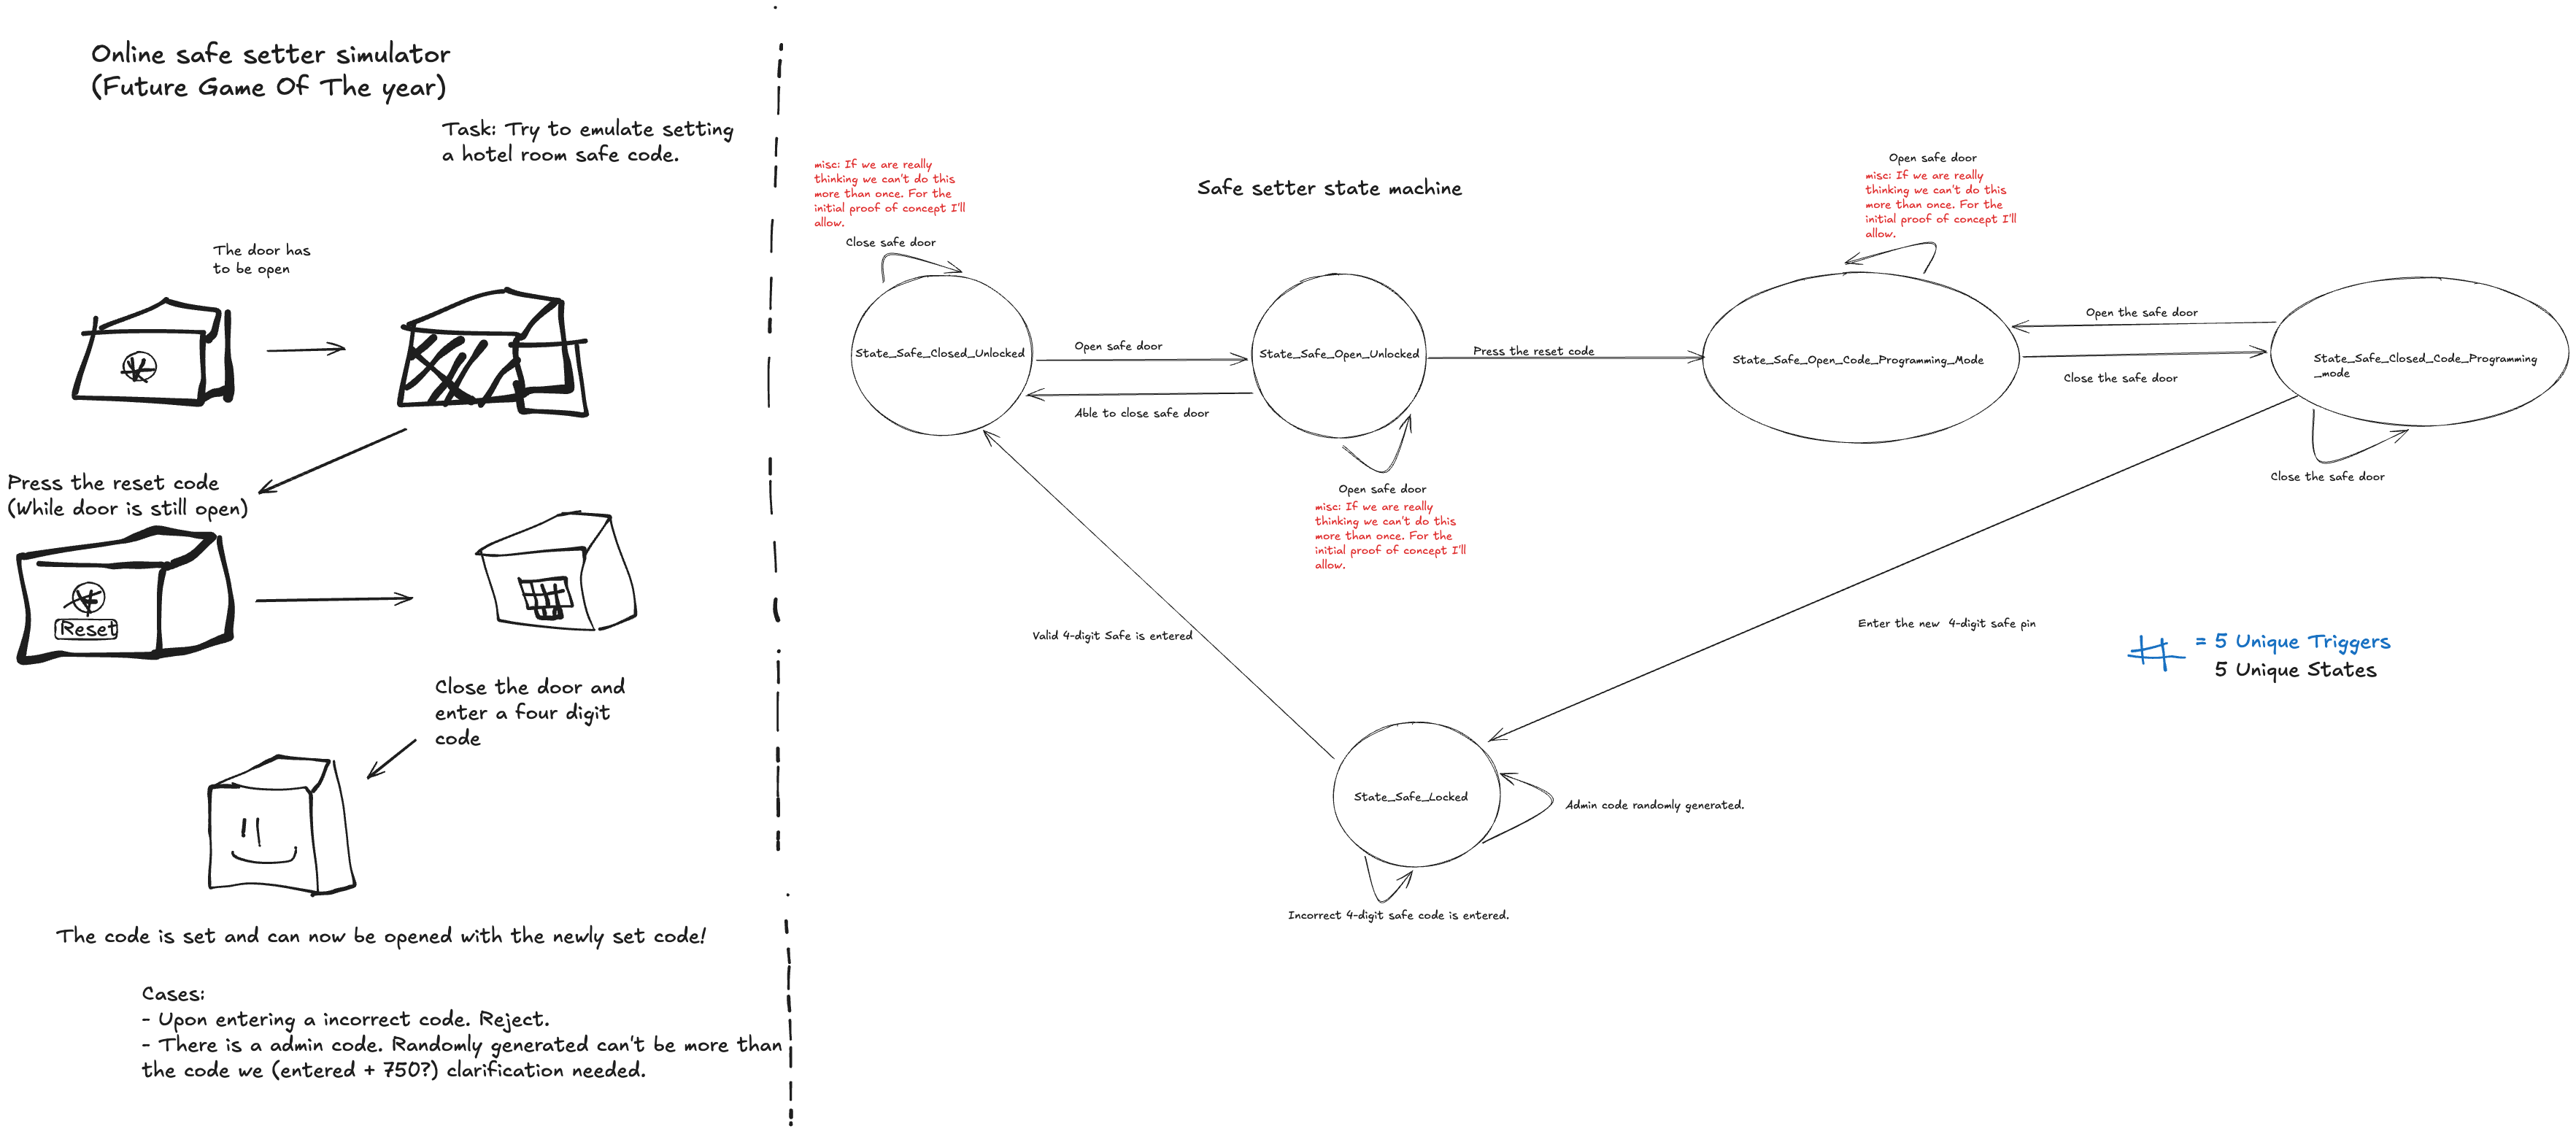 Online safe setter simulator
(Future Game Of The year)
Task: Try to emulate setting
a hotel room safe code.
The door has
to be open
Press the reset code
(While door is still open)
Reset
Close the door and
enter a four digit
code
The code is set and can now be opened with the newly set code!
Cases:
- Upon entering a incorrect code. Reject.
- There is a admin code. Randomly generated can't be more than
the code we (entered + 750?) clarification needed.
Safe setter state machine
misc: If we are really
thinking we can't do this
more than once. For the
initial proof of concept I'll
allow.
Close safe door
State_Safe_Closed_Unlocked
Open safe door
Able to close safe door
State_Safe_Open_Unlocked
Open safe door
misc: If we are really
thinking we can't do this
more than once. For the
initial proof of concept I'll
allow.
Press the reset code
Open safe door
misc: If we are really
thinking we can't do this
more than once. For the
initial proof of concept I'll
allow.
State_Safe_Open_Code_Programming_Mode
Open the safe door
Close the safe door
State_Safe_Closed_Code_Programming
_mode
Close the safe door
Valid 4-digit Safe is entered
Enter the new 4-digit safe pin
# = 5 Unique Triggers
5 Unique States
State_Safe_Locked
Admin code randomly generated.
Incorrect 4-digit safe code is entered.